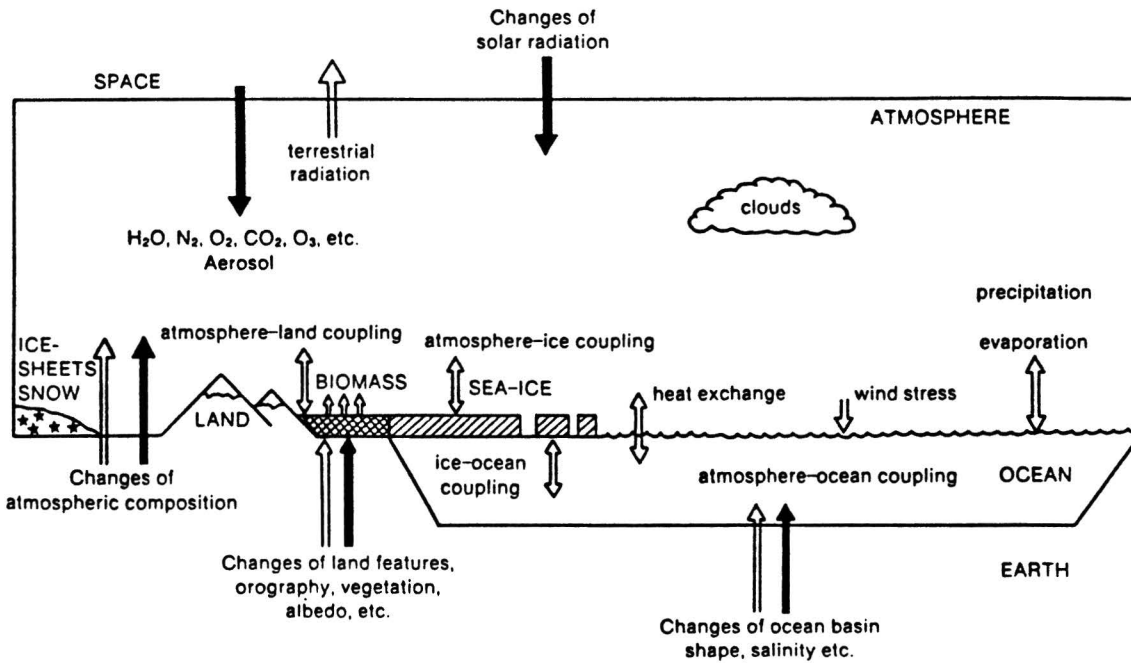 Changes of
solar radiation
SPACE
ATMOSPHERE
terrestrial
radiation
clouds
H₂O, N₂, O₂, CO₂, O₃, etc.
Aerosol
precipitation
atmosphere–land coupling
atmosphere–ice coupling
evaporation
ICE-
SHEETS
SNOW
BIOMASS
SEA-ICE
heat exchange
wind stress
LAND
ice-ocean
coupling
atmosphere-ocean coupling
OCEAN
Changes of
atmospheric composition
Changes of land features,
orography, vegetation,
albedo, etc.
EARTH
Changes of ocean basin
shape, salinity etc.